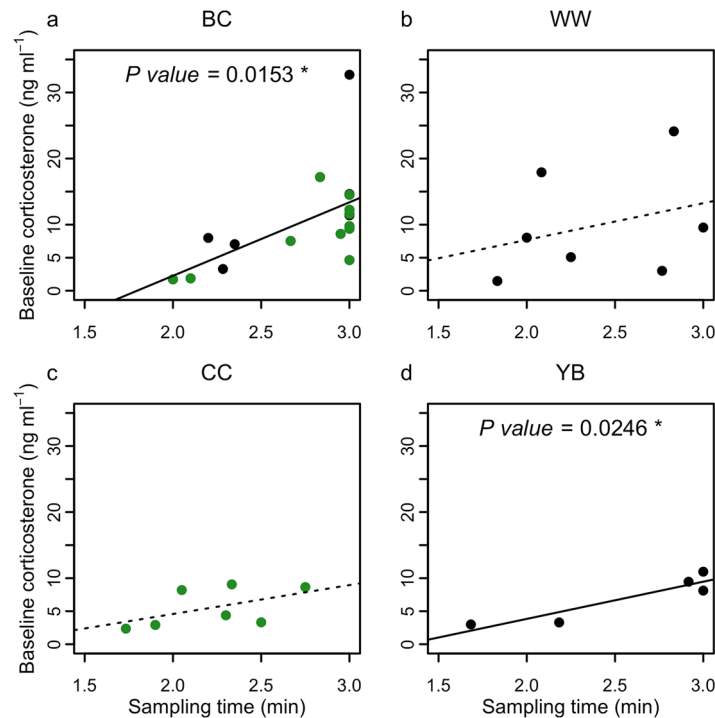 a BC
P value = 0.0153 *
Baseline corticosterone (ng ml⁻¹)
0 5 10 20 30
1.5 2.0 2.5 3.0
b WW
0 5 10 20 30
1.5 2.0 2.5 3.0
c CC
Baseline corticosterone (ng ml⁻¹)
0 5 10 20 30
1.5 2.0 2.5 3.0
Sampling time (min)
d YB
P value = 0.0246 *
0 5 10 20 30
1.5 2.0 2.5 3.0
Sampling time (min)